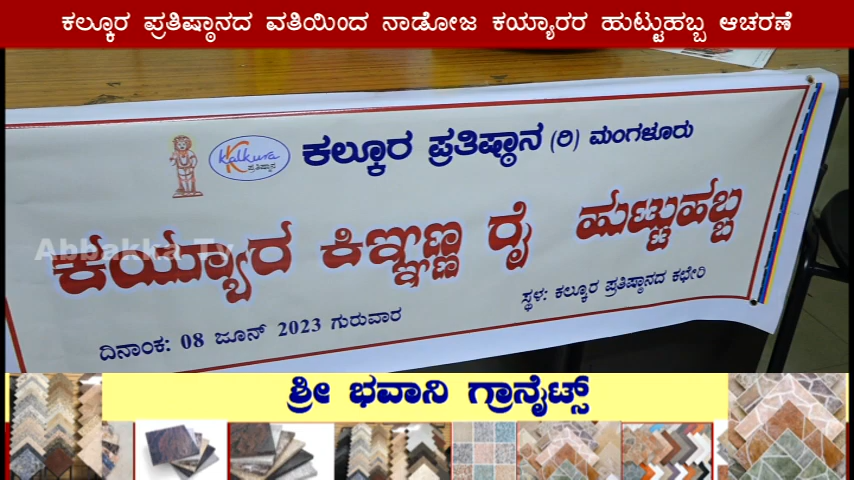 ಕಲ್ಕೂರ ಪ್ರತಿಷ್ಠಾನದ ವತಿಯಿಂದ ನಾಡೋಜ ಕಯ್ಯಾರರ ಹುಟ್ಟುಹಬ್ಬ ಆಚರಣೆ
Kalkura
ಪ್ರತಿಷ್ಠಾನ
ಕಲ್ಕೂರ ಪ್ರತಿಷ್ಠಾನ (ರಿ) ಮಂಗಳೂರು
Abbakka Tv
ಕಯ್ಯಾರ ಕಿಞ್ಞಣ್ಣ ರೈ ಹುಟ್ಟುಹಬ್ಬ
ದಿನಾಂಕ: 08 ಜೂನ್ 2023 ಗುರುವಾರ
ಸ್ಥಳ: ಕಲ್ಕೂರ ಪ್ರತಿಷ್ಠಾನದ ಕಛೇರಿ
ಶ್ರೀ ಭವಾನಿ ಗ್ರಾನೈಟ್ಸ್